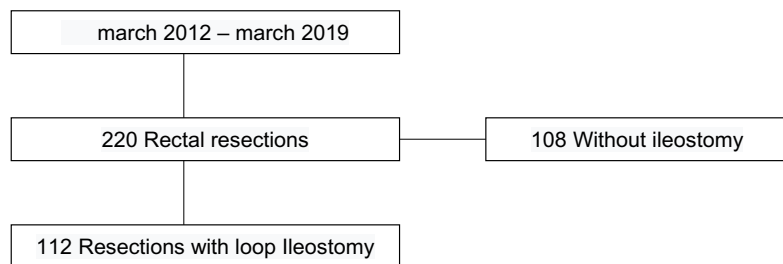 march 2012 – march 2019
220 Rectal resections
108 Without ileostomy
112 Resections with loop Ileostomy